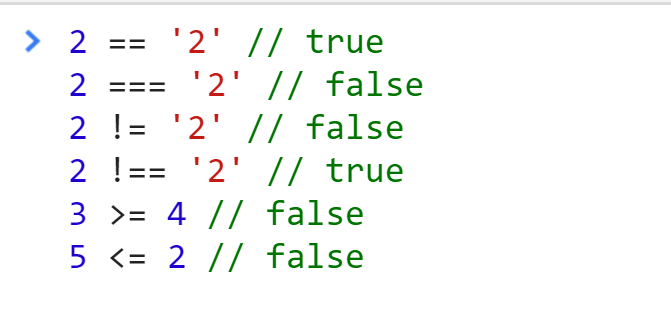 2 == '2' // true
2 === '2' // false
2 != '2' // false
2 !== '2' // true
3 >= 4 // false
5 <= 2 // false